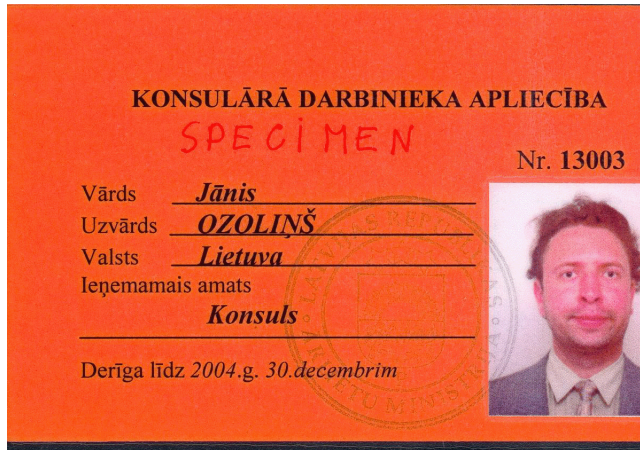 KONSULĀRĀ DARBINIEKA APLIECĪBA
SPECIMEN
Nr. 13003
Vārds Jānis
Uzvārds OZOLIŅŠ
Valsts Lietuva
Ieņemamais amats
Konsuls
Derīga līdz 2004.g. 30.decembrim